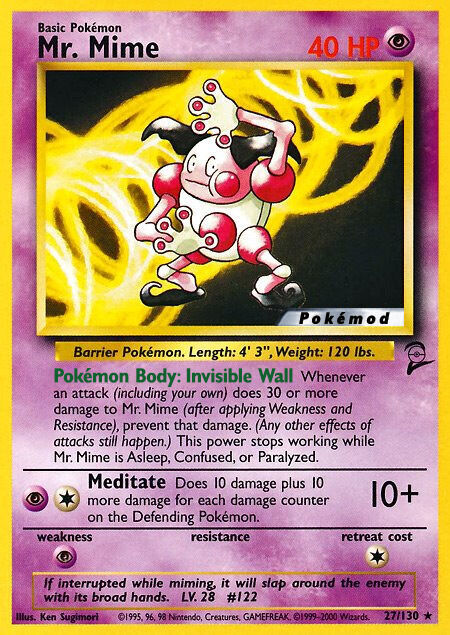 Basic Pokémon
Mr. Mime 40 HP
Pokémod
Barrier Pokémon. Length: 4' 3", Weight: 120 lbs.
Pokémon Body: Invisible Wall Whenever
an attack (including your own) does 30 or more
damage to Mr. Mime (after applying Weakness and
Resistance), prevent that damage. (Any other effects of
attacks still happen.) This power stops working while
Mr. Mime is Asleep, Confused, or Paralyzed.
Meditate Does 10 damage plus 10
more damage for each damage counter
on the Defending Pokémon.
10+
weakness resistance retreat cost
If interrupted while miming, it will slap around the enemy
with its broad hands. LV. 28 #122
Illus. Ken Sugimori ©1995, 96, 98 Nintendo, Creatures, GAMEFREAK. ©1999-2000 Wizards. 27/130 ★